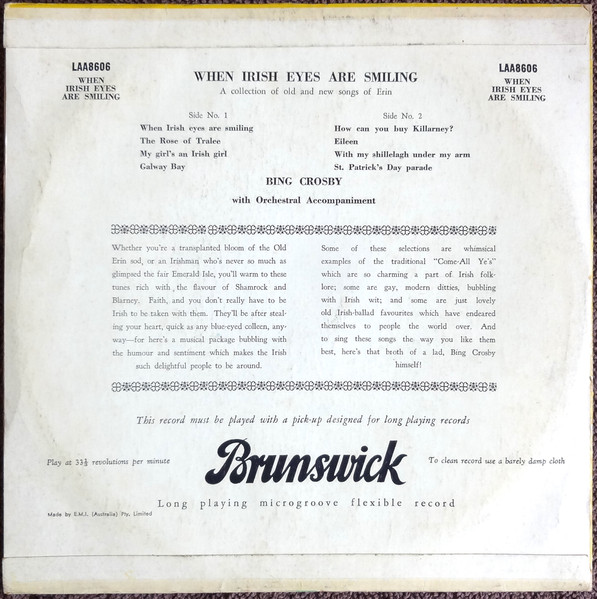 LAA8606
WHEN
IRISH EYES
ARE SMILING
WHEN IRISH EYES ARE SMILING
A collection of old and new songs of Erin
LAA8606
WHEN
IRISH EYES
ARE SMILING
Side No. 1
When Irish eyes are smiling
The Rose of Tralee
My girl's an Irish girl
Galway Bay
Side No. 2
How can you buy Killarney?
Eileen
With my shillelagh under my arm
St. Patrick's Day parade
BING CROSBY
with Orchestral Accompaniment
Whether you're a transplanted bloom of the Old
Erin sod, or an Irishman who's never so much as
glimpsed the fair Emerald Isle, you'll warm to these
tunes rich with the flavour of Shamrock and
Blarney. Faith, and you don't really have to be
Irish to be taken with them. They'll be after steal-
ing your heart, quick as any blue-eyed colleen, any-
way—for here's a musical package bubbling with
the humour and sentiment which makes the Irish
such delightful people to be around.
Some of these selections are whimsical
examples of the traditional "Come-All Ye's"
which are so charming a part of Irish folk-
lore; some are gay, modern ditties, bubbling
with Irish wit; and some are just lovely
old Irish-ballad favourites which have endeared
themselves to people the world over. And
to sing these songs the way you like them
best, here's that broth of a lad, Bing Crosby
himself!
This record must be played with a pick-up designed for long playing records
Play at 33⅓ revolutions per minute
Brunswick
To clean record use a barely damp cloth
Long playing microgroove flexible record
Made by E.M.I. (Australia) Pty. Limited